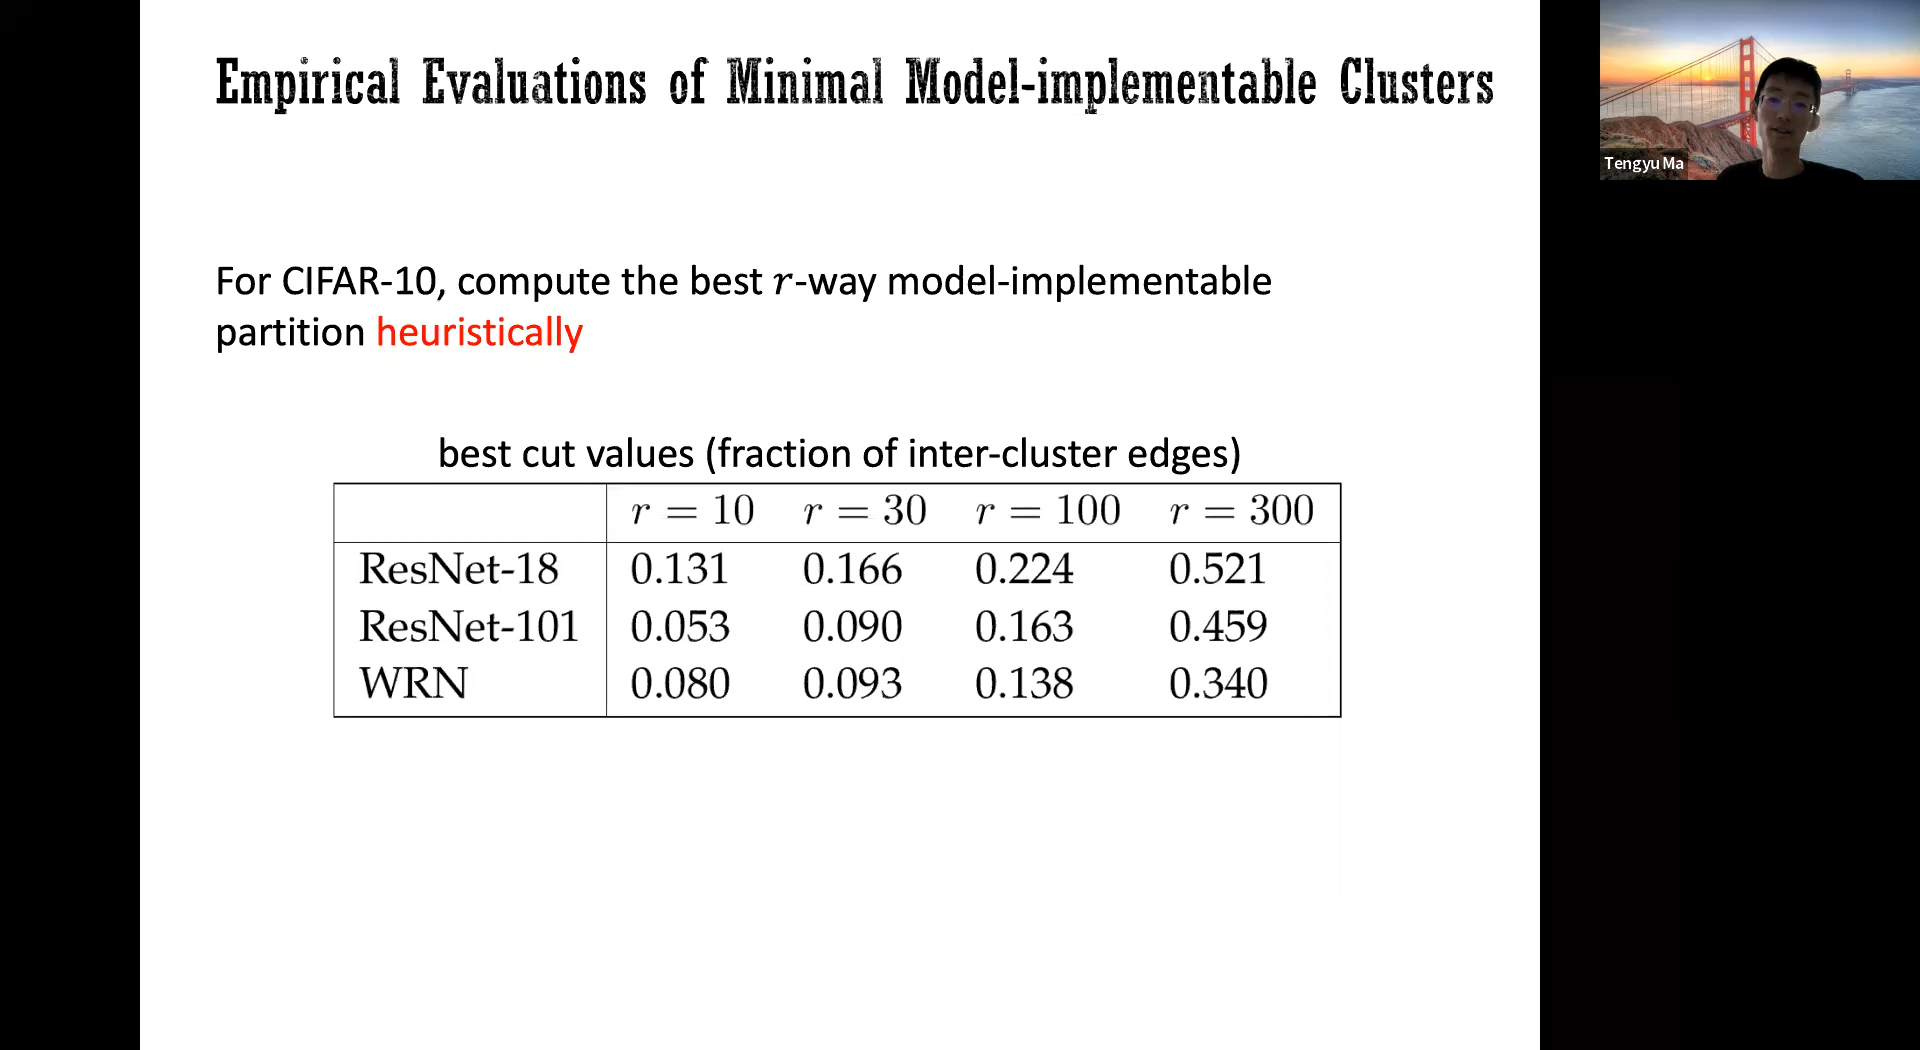 Empirical Evaluations of Minimal Model-implementable Clusters
Tengyu Ma
For CIFAR-10, compute the best r-way model-implementable
partition heuristically
best cut values (fraction of inter-cluster edges)
r = 10 r = 30 r = 100 r = 300
ResNet-18 0.131 0.166 0.224 0.521
ResNet-101 0.053 0.090 0.163 0.459
WRN 0.080 0.093 0.138 0.340